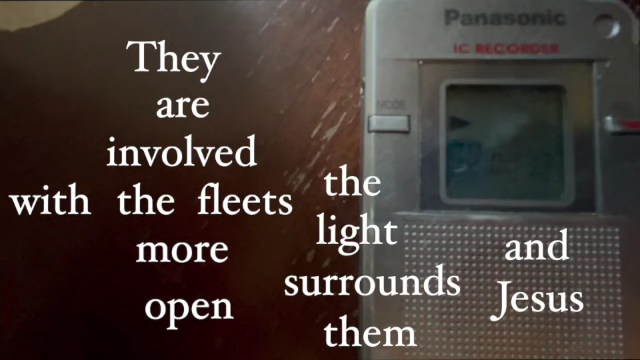 Panasonic
IC RECORDER
MODE
They
are
involved
with the fleets
more
open
the
light
surrounds
them
and
Jesus